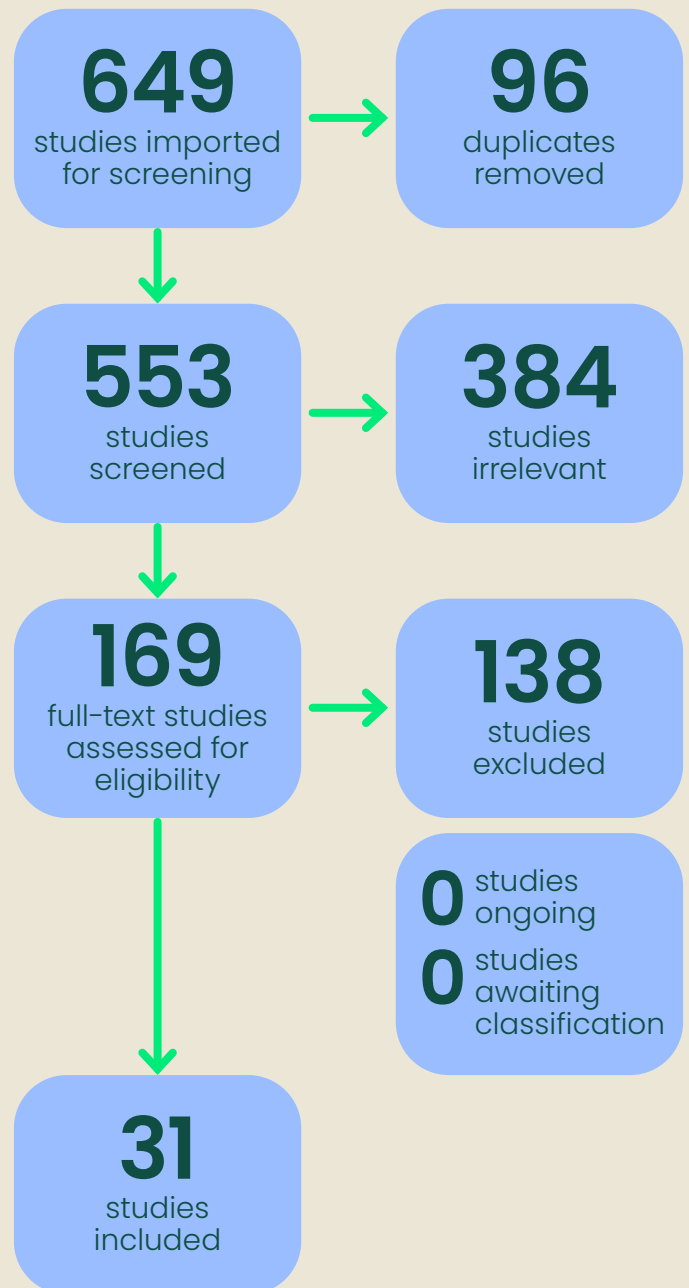 649
studies imported
for screening
96
duplicates
removed
553
studies
screened
384
studies
irrelevant
169
full-text studies
assessed for
eligibility
138
studies
excluded
0 studies
ongoing
0 studies
awaiting
classification
31
studies
included